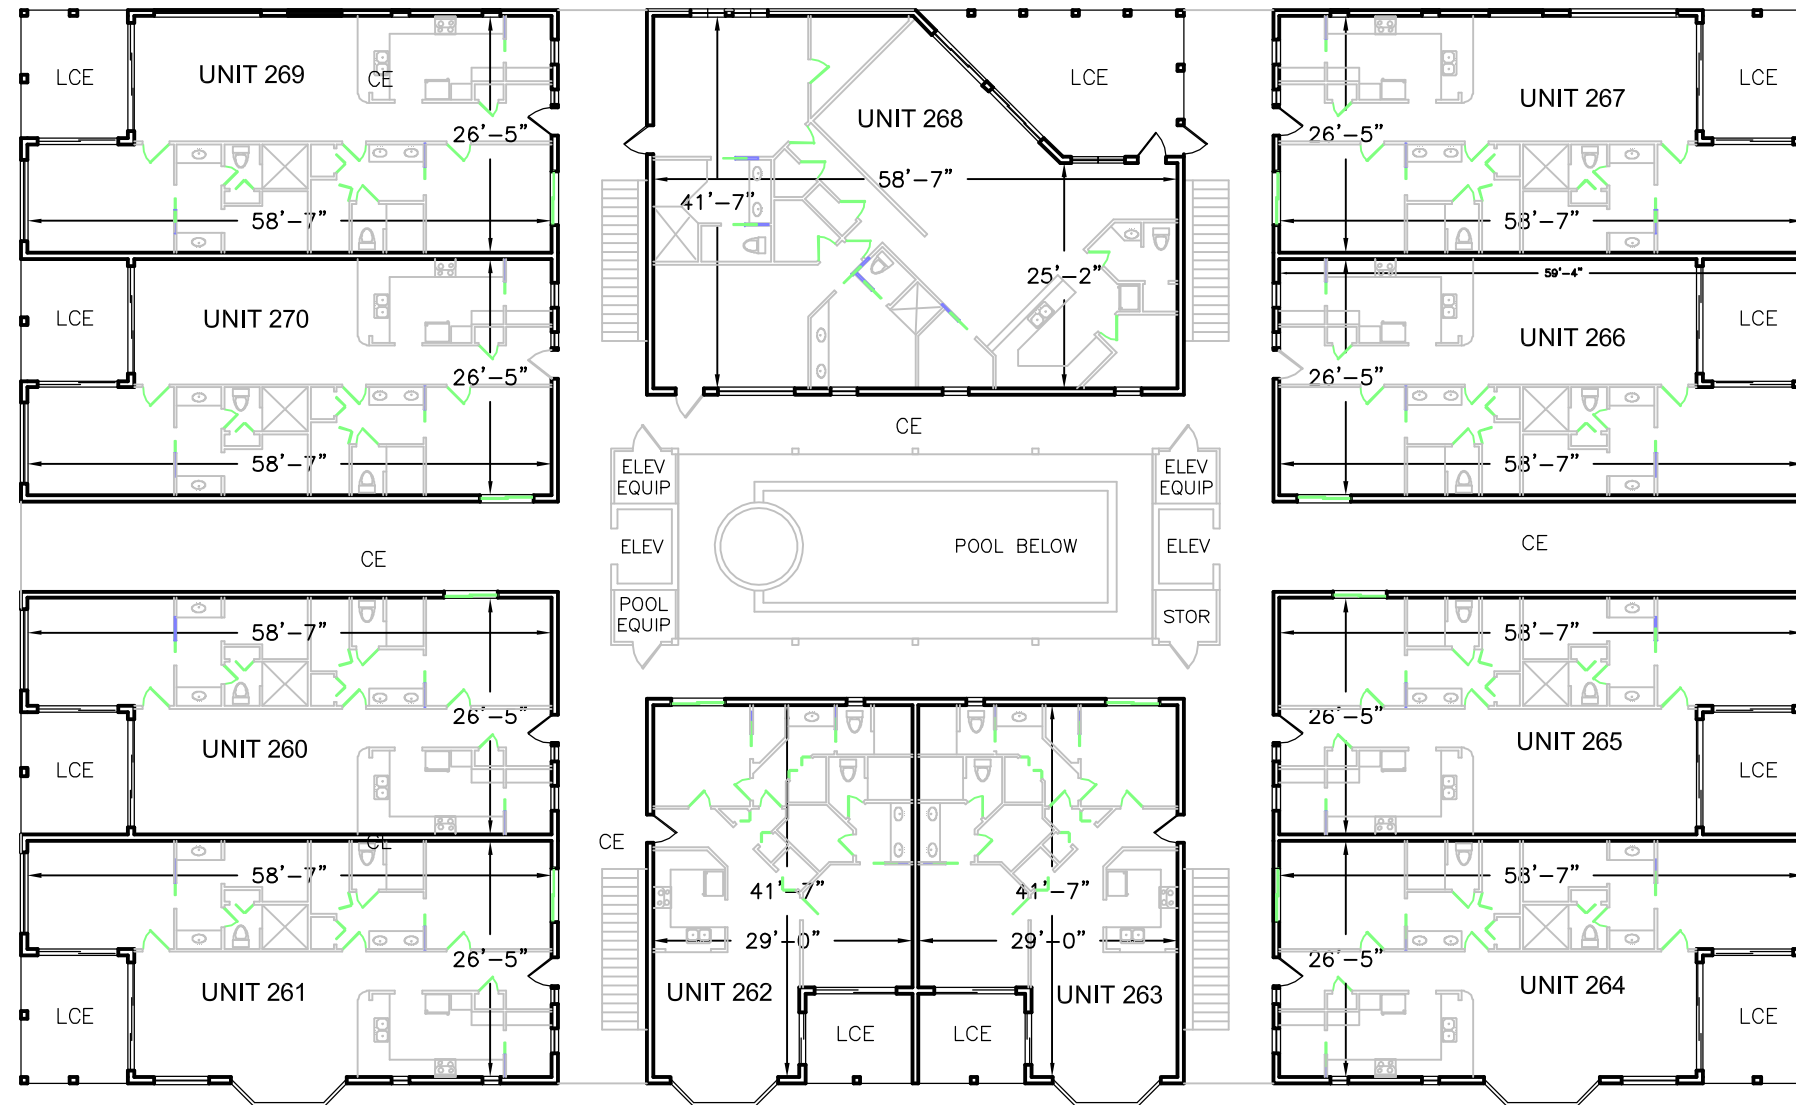 UNIT 269
CE
LCE
26'-5"
58'-7"
LCE
UNIT 270
26'-5"
58'-7"
UNIT 268
LCE
58'-7"
41'-7"
25'-2"
CE
UNIT 267
LCE
26'-5"
58'-7"
59'-4"
UNIT 266
LCE
26'-5"
58'-7"
ELEV
EQUIP
ELEV
POOL
EQUIP
POOL BELOW
ELEV
EQUIP
ELEV
STOR
CE
CE
58'-7"
26'-5"
UNIT 260
LCE
CE
58'-7"
26'-5"
UNIT 261
LCE
CE
41'-7"
29'-0"
UNIT 262
LCE
41'-7"
29'-0"
UNIT 263
LCE
58'-7"
26'-5"
UNIT 265
LCE
58'-7"
26'-5"
UNIT 264
LCE